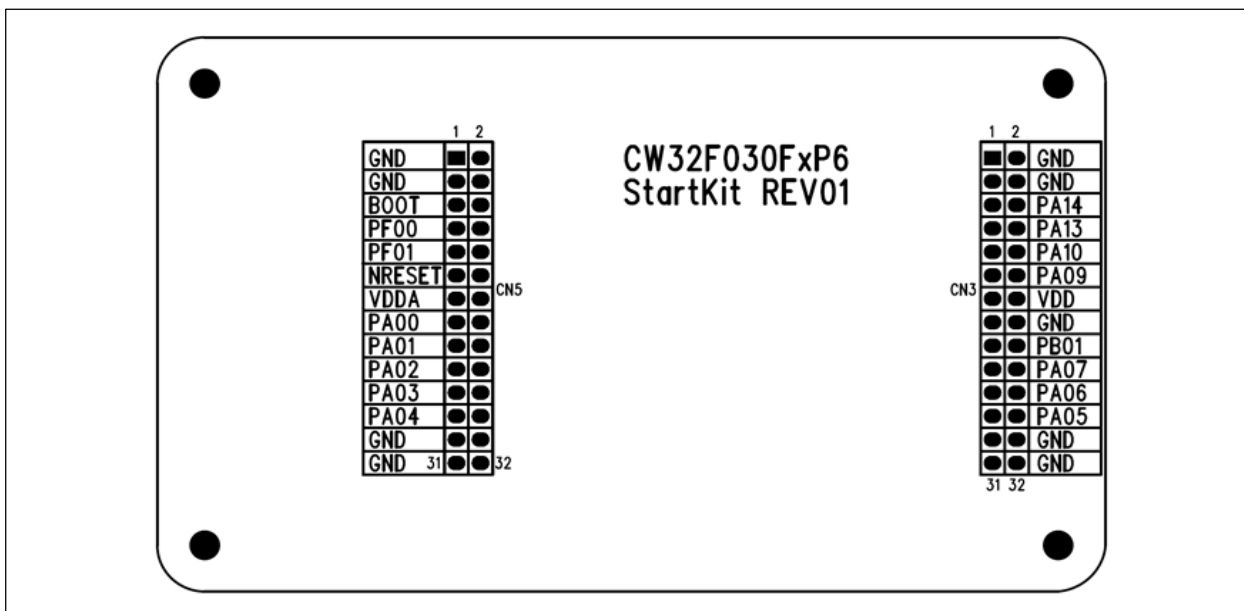 1 2
GND
GND
BOOT
PF00
PF01
NRESET
VDDA
PA00
PA01
PA02
PA03
PA04
GND
GND 31 32
CN5
CW32F030FxP6
StartKit REV01
1 2
GND
GND
PA14
PA13
PA10
PA09
VDD
GND
PB01
PA07
PA06
PA05
GND
GND
31 32
CN3